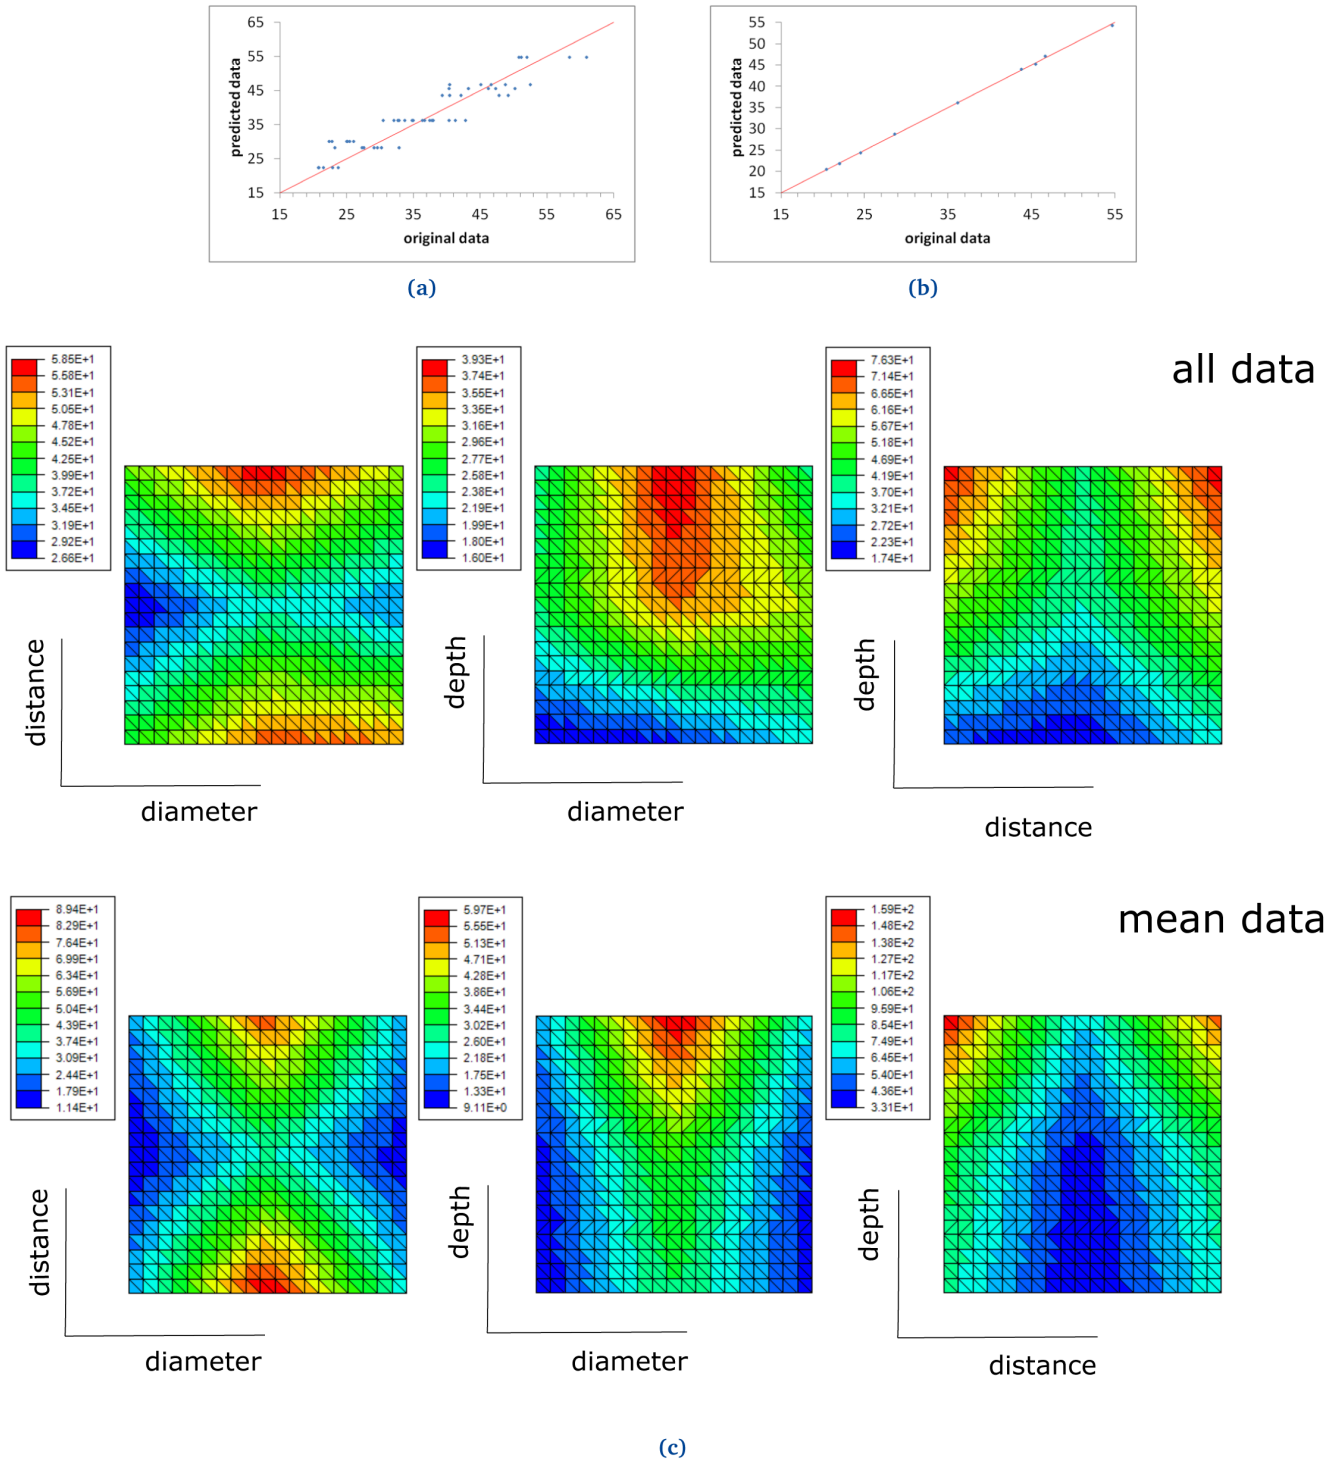 65
55
45
35
25
15
predicted data
15 25 35 45 55 65
original data
(a)
55
50
45
40
35
30
25
20
15
predicted data
15 25 35 45 55
original data
(b)
all data
5.85E+1
5.58E+1
5.31E+1
5.05E+1
4.78E+1
4.52E+1
4.25E+1
3.99E+1
3.72E+1
3.45E+1
3.19E+1
2.92E+1
2.66E+1
distance
diameter
3.93E+1
3.74E+1
3.55E+1
3.35E+1
3.16E+1
2.96E+1
2.77E+1
2.58E+1
2.38E+1
2.19E+1
1.99E+1
1.80E+1
1.60E+1
depth
diameter
7.63E+1
7.14E+1
6.65E+1
6.16E+1
5.67E+1
5.18E+1
4.69E+1
4.19E+1
3.70E+1
3.21E+1
2.72E+1
2.23E+1
1.74E+1
depth
distance
mean data
8.94E+1
8.29E+1
7.64E+1
6.99E+1
6.34E+1
5.69E+1
5.04E+1
4.39E+1
3.74E+1
3.09E+1
2.44E+1
1.79E+1
1.14E+1
distance
diameter
5.97E+1
5.55E+1
5.13E+1
4.71E+1
4.28E+1
3.86E+1
3.44E+1
3.02E+1
2.60E+1
2.18E+1
1.75E+1
1.33E+1
9.11E+0
depth
diameter
1.59E+2
1.48E+2
1.38E+2
1.27E+2
1.17E+2
1.06E+2
9.59E+1
8.54E+1
7.49E+1
6.45E+1
5.40E+1
4.36E+1
3.31E+1
depth
distance
(c)